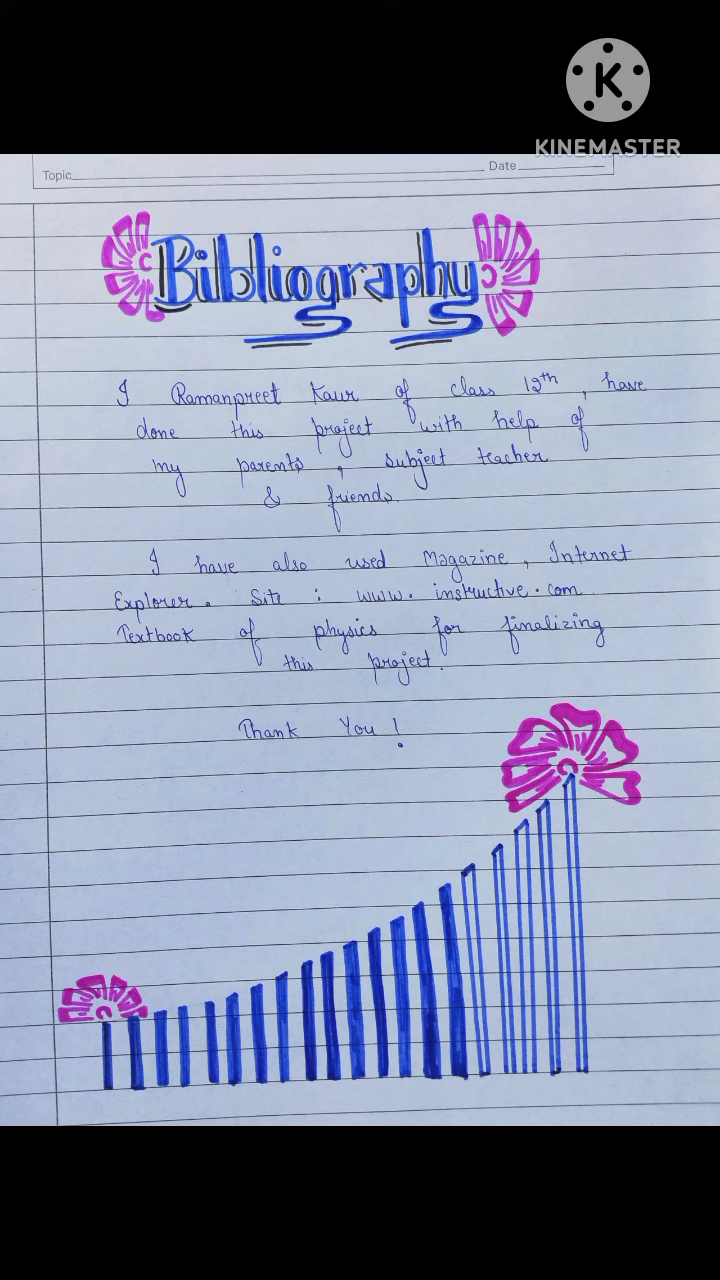 K
KINEMASTER
Topic
Date
Bibliography
I Ramanpreet Kaur of class 12th, have
done this project with help of
my parents, subject teacher
& friends.
I have also used Magazine, Internet
Explorer. Site : www. instructive.com
Textbook of physics for finalizing
this project.
Thank You !